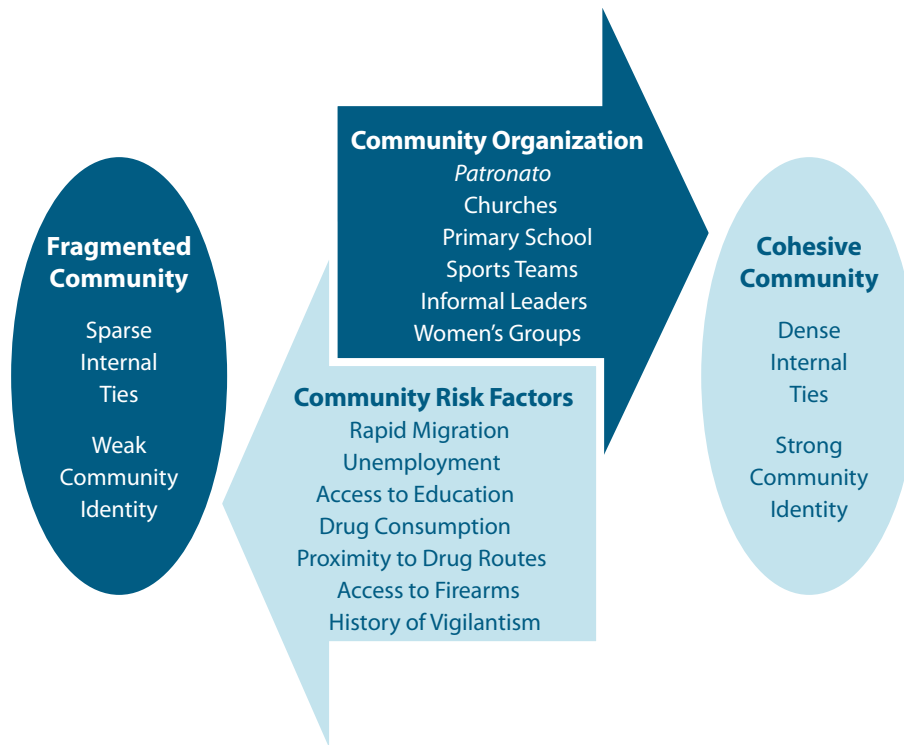 Fragmented
Community
Sparse
Internal
Ties
Weak
Community
Identity
Community Organization
Patronato
Churches
Primary School
Sports Teams
Informal Leaders
Women’s Groups
Community Risk Factors
Rapid Migration
Unemployment
Access to Education
Drug Consumption
Proximity to Drug Routes
Access to Firearms
History of Vigilantism
Cohesive
Community
Dense
Internal
Ties
Strong
Community
Identity